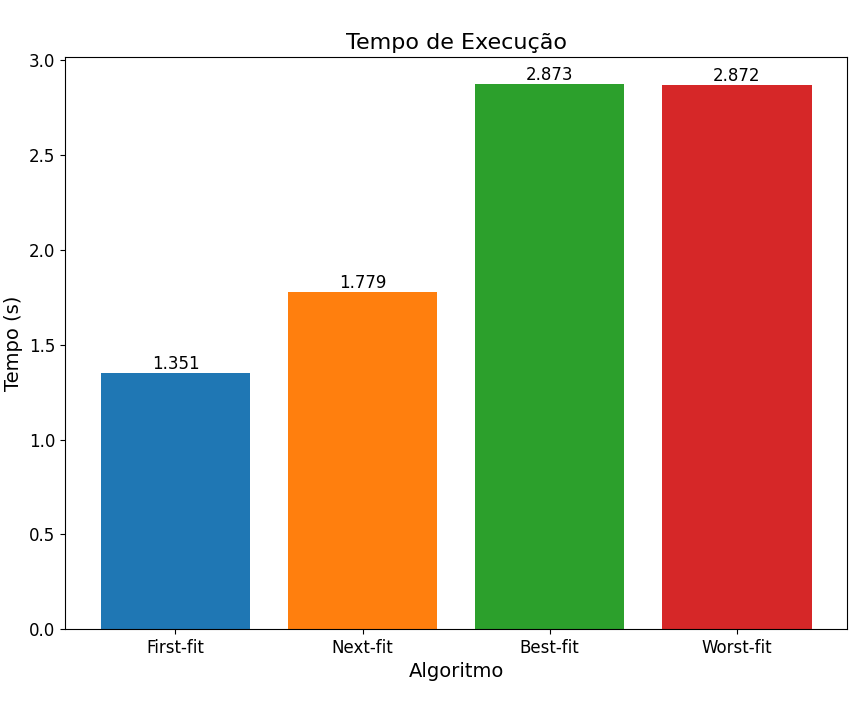 Tempo de Execução
3.0
2.5
2.0
1.5
1.0
0.5
0.0
Tempo (s)
1.351
1.779
2.873
2.872
First-fit
Next-fit
Best-fit
Worst-fit
Algoritmo